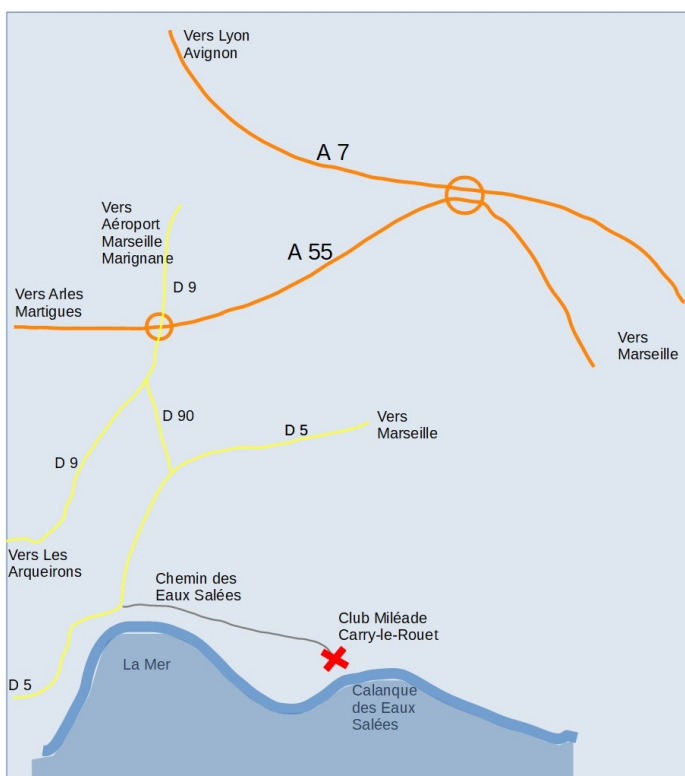 Vers Lyon
Avignon
A 7
Vers
Aéroport
Marseille
Marignane
A 55
D 9
Vers Arles
Martigues
Vers
Marseille
D 90
D 5
Vers
Marseille
D 9
Vers Les
Arqueirons
Chemin des
Eaux Salées
Club Miléade
Carry-le-Rouet
La Mer
D 5
Calanque
des Eaux
Salées